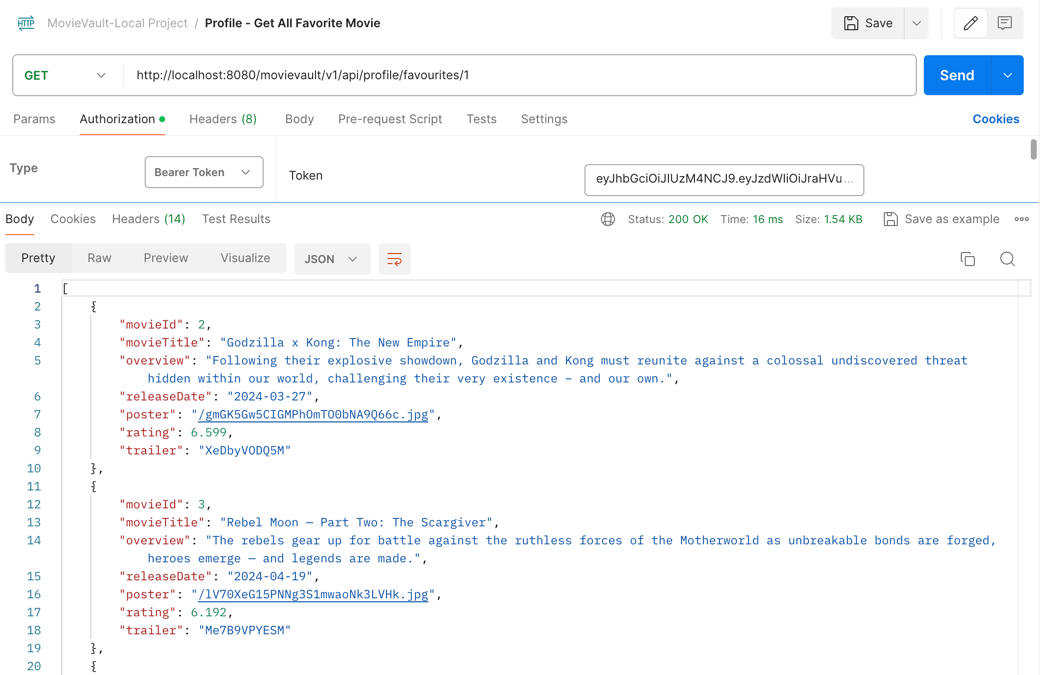 HTTP MovieVault-Local Project / Profile - Get All Favorite Movie Save
GET http://localhost:8080/movievault/v1/api/profile/favourites/1 Send
Params Authorization Headers (8) Body Pre-request Script Tests Settings Cookies
Type Bearer Token Token eyJhbGciOiJIUzM4NCJ9.eyJzdWIiOiJraHVu...
Body Cookies Headers (14) Test Results Status: 200 OK Time: 16 ms Size: 1.54 KB Save as example
Pretty Raw Preview Visualize JSON
1 [
2 {
3 "movieId": 2,
4 "movieTitle": "Godzilla x Kong: The New Empire",
5 "overview": "Following their explosive showdown, Godzilla and Kong must reunite against a colossal undiscovered threat
hidden within our world, challenging their very existence – and our own.",
6 "releaseDate": "2024-03-27",
7 "poster": "/gmGK5Gw5CIGMPhOmTO0bNA9Q66c.jpg",
8 "rating": 6.599,
9 "trailer": "XeDbyVODQ5M"
10 },
11 {
12 "movieId": 3,
13 "movieTitle": "Rebel Moon — Part Two: The Scargiver",
14 "overview": "The rebels gear up for battle against the ruthless forces of the Motherworld as unbreakable bonds are forged,
heroes emerge — and legends are made.",
15 "releaseDate": "2024-04-19",
16 "poster": "/lV70XeG15PNNg3S1mwaoNk3LVHk.jpg",
17 "rating": 6.192,
18 "trailer": "Me7B9VPYESM"
19 },
20 {